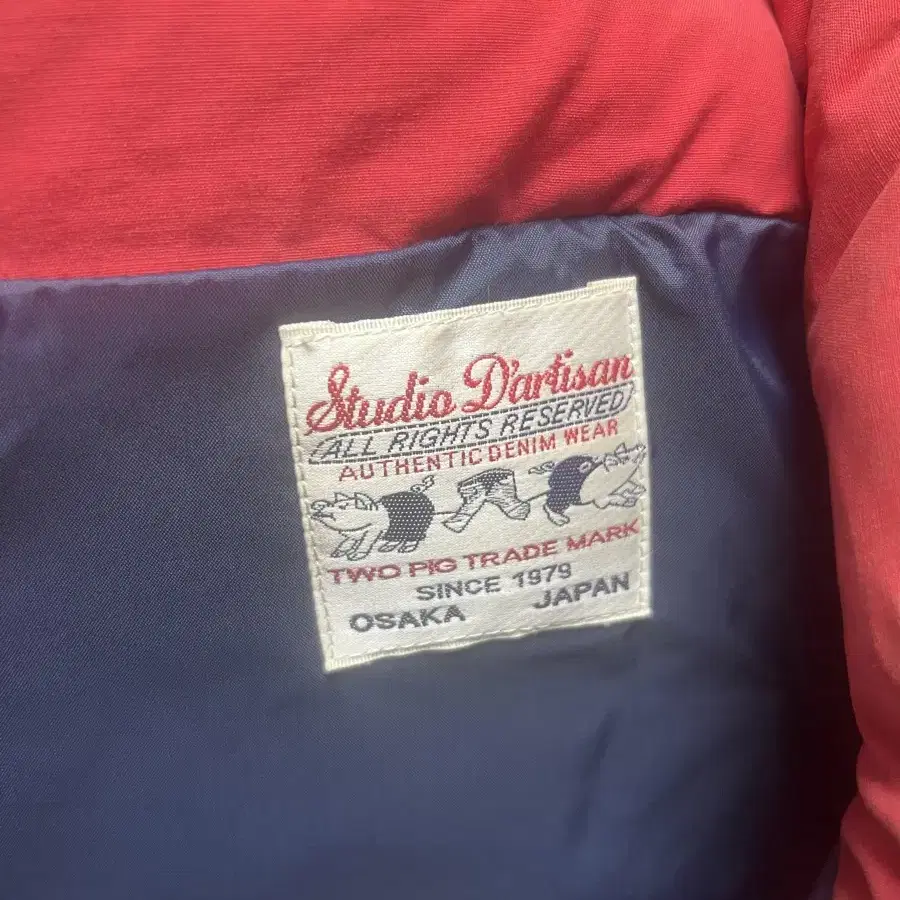 Studio D'artisan
ALL RIGHTS RESERVED
AUTHENTIC DENIM WEAR
TWO PIG TRADE MARK
SINCE 1979
OSAKA JAPAN